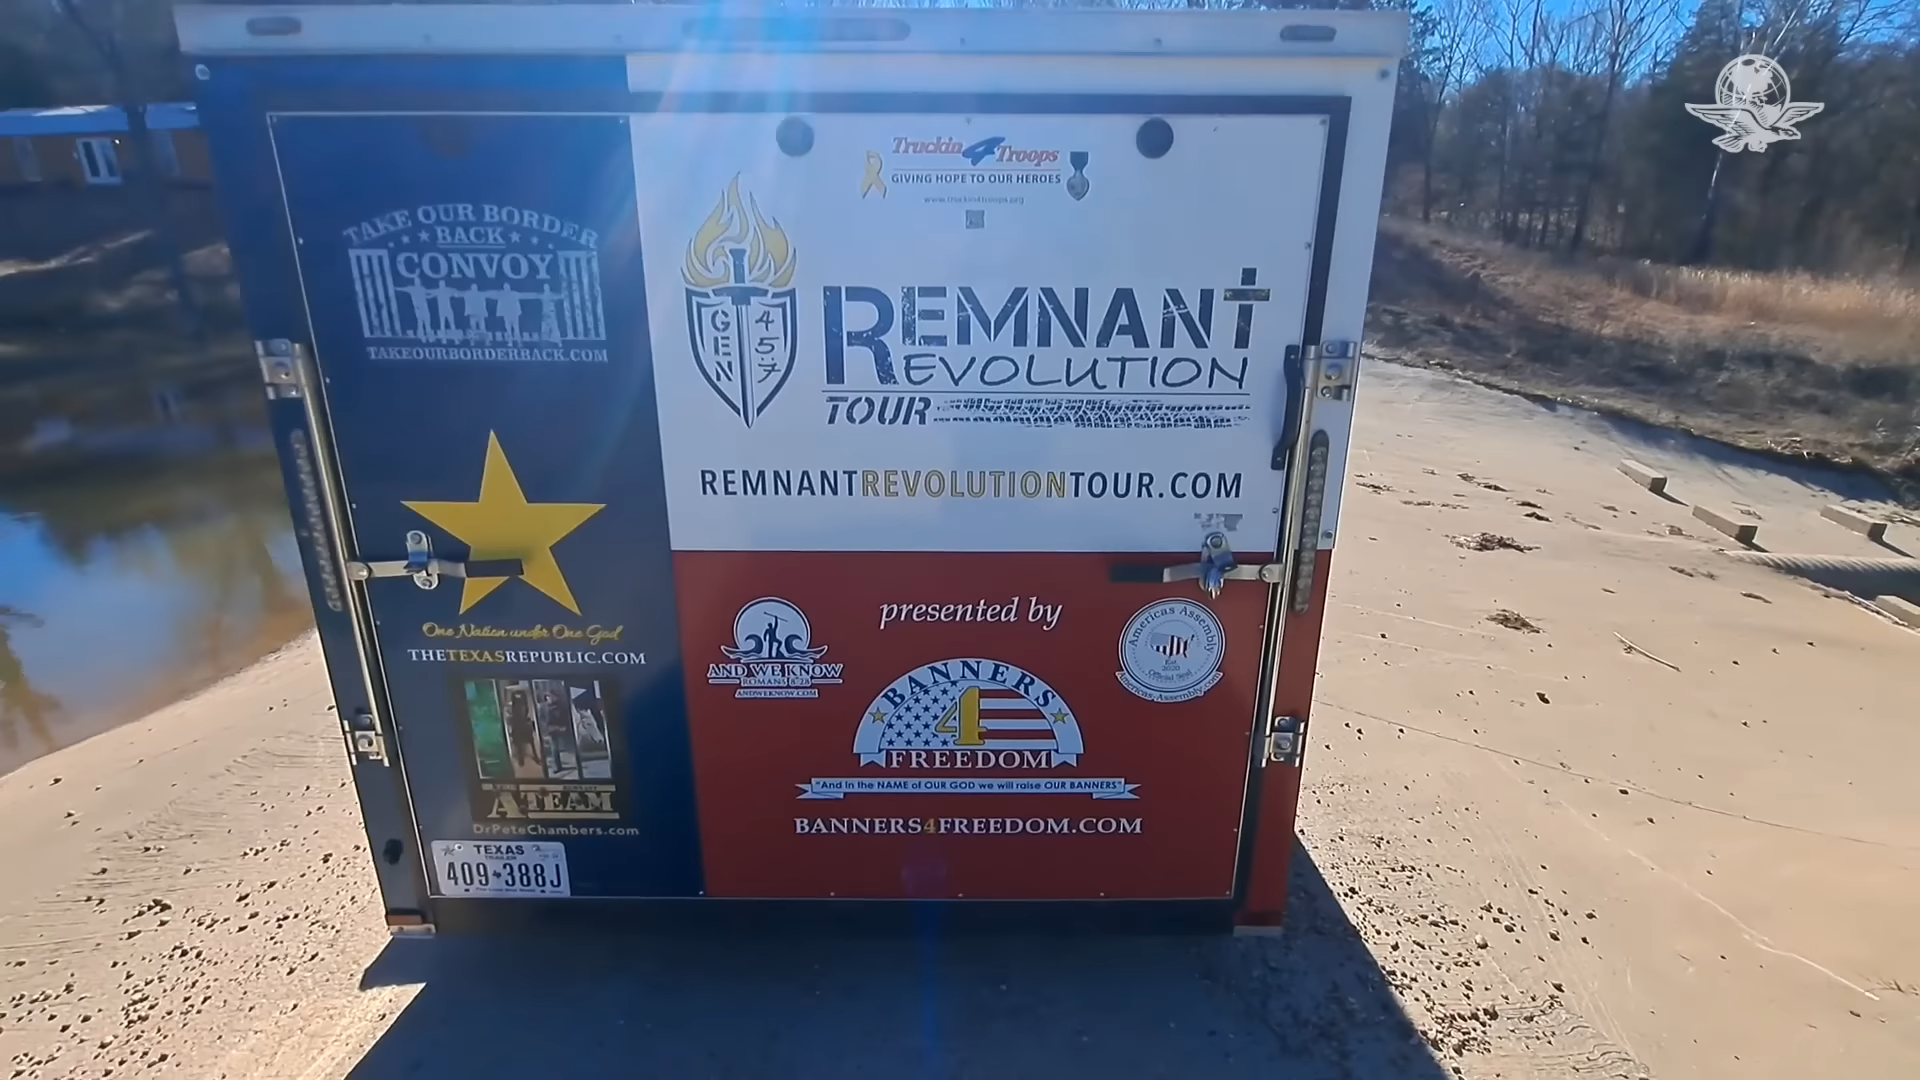 TAKE OUR BORDER
BACK
CONVOY
TAKEOURBORDERBACK.COM
One Nation under One God
THETEXASREPUBLIC.COM
THE
A TEAM
DrPeteChambers.com
TEXAS
TRAILER
409 388J
Truckin 4 Troops
GIVING HOPE TO OUR HEROES
www.truckin4troops.org
GEN
45:7
REMNANT
REVOLUTION
TOUR
REMNANTREVOLUTIONTOUR.COM
presented by
AND WE KNOW
ROMANS 8:28
ANDWEKNOW.COM
BANNERS
4
FREEDOM
"And In the NAME of OUR GOD we will raise OUR BANNERS"
BANNERS4FREEDOM.COM
Americas Assembly
Est.
2020
Official Seal
Americas-Assembly.com